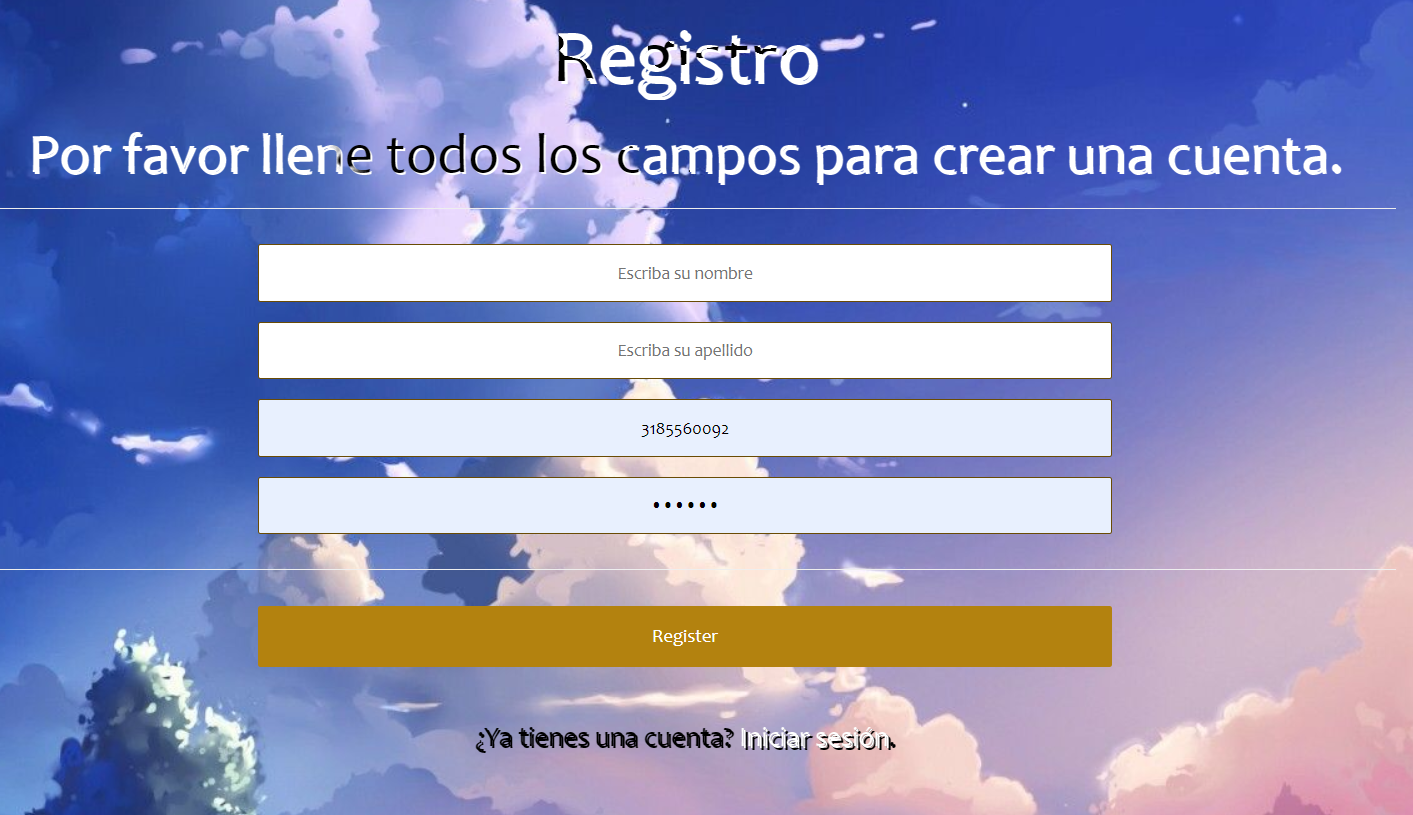 Registro
Por favor llene todos los campos para crear una cuenta.
Escriba su nombre
Escriba su apellido
3185560092
••••••
Register
¿Ya tienes una cuenta? Iniciar sesión.